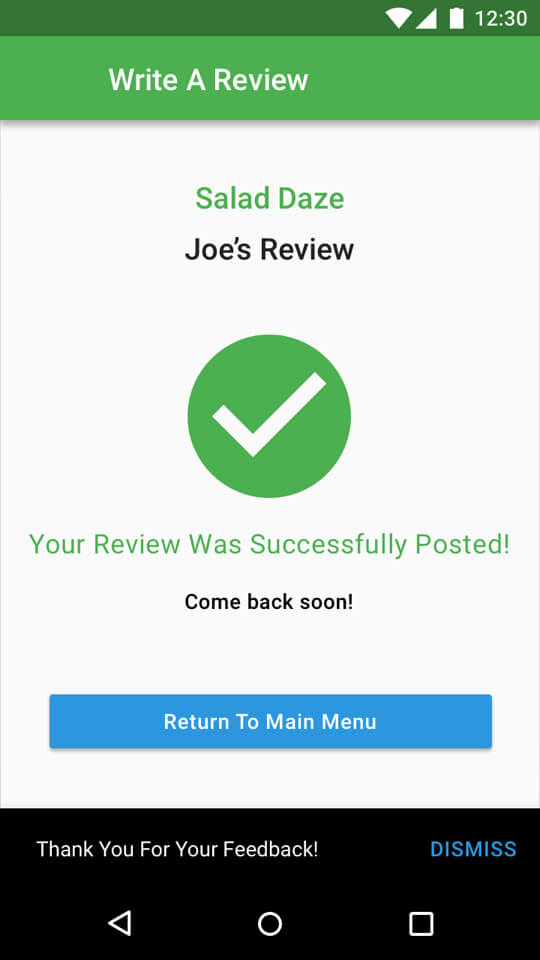 12:30
Write A Review
Salad Daze
Joe’s Review
Your Review Was Successfully Posted!
Come back soon!
Return To Main Menu
Thank You For Your Feedback! DISMISS